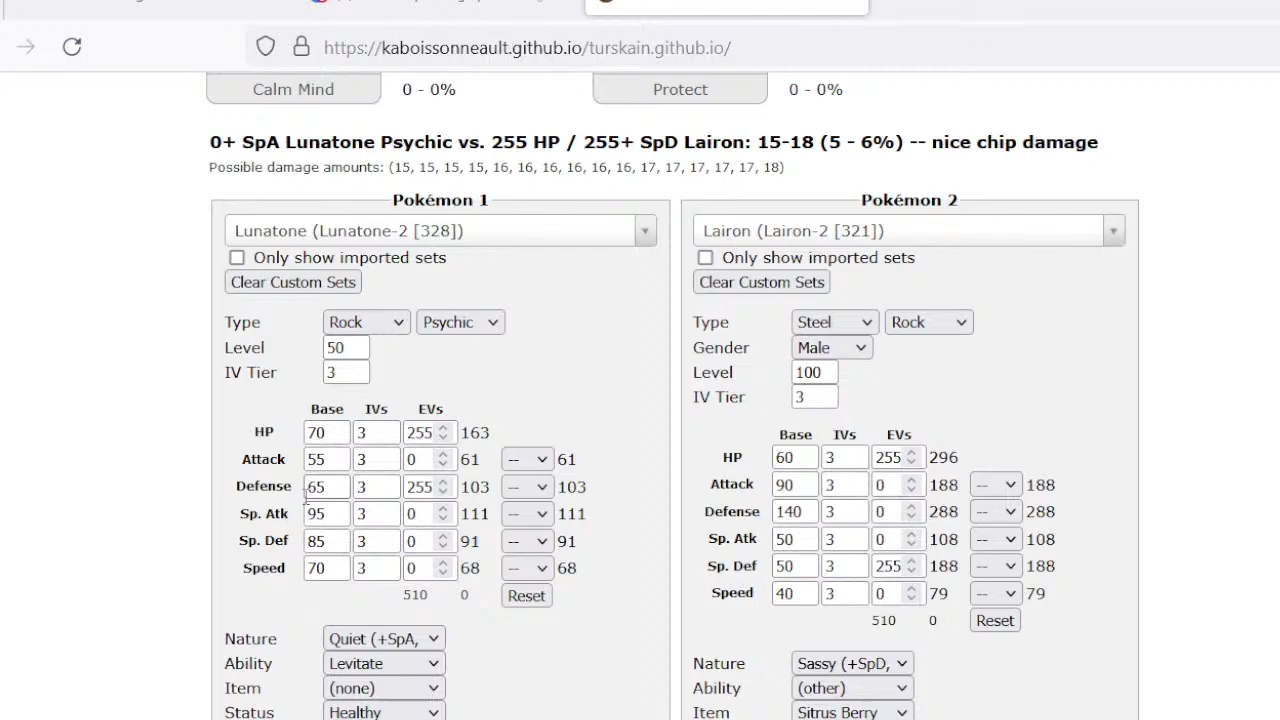 https://kaboissonneault.github.io/turskain.github.io/
Calm Mind 0 - 0% Protect 0 - 0%
0+ SpA Lunatone Psychic vs. 255 HP / 255+ SpD Lairon: 15-18 (5 - 6%) -- nice chip damage
Possible damage amounts: (15, 15, 15, 15, 16, 16, 16, 16, 16, 16, 17, 17, 17, 17, 17, 18)
Pokémon 1
Lunatone (Lunatone-2 [328])
Only show imported sets
Clear Custom Sets
Type Rock Psychic
Level 50
IV Tier 3
Base IVs EVs
HP 70 3 255 163
Attack 55 3 0 61 -- 61
Defense 65 3 255 103 -- 103
Sp. Atk 95 3 0 111 -- 111
Sp. Def 85 3 0 91 -- 91
Speed 70 3 0 68 -- 68
510 0 Reset
Nature Quiet (+SpA,
Ability Levitate
Item (none)
Status Healthy
Pokémon 2
Lairon (Lairon-2 [321])
Only show imported sets
Clear Custom Sets
Type Steel Rock
Gender Male
Level 100
IV Tier 3
Base IVs EVs
HP 60 3 255 296
Attack 90 3 0 188 -- 188
Defense 140 3 0 288 -- 288
Sp. Atk 50 3 0 108 -- 108
Sp. Def 50 3 255 188 -- 188
Speed 40 3 0 79 -- 79
510 0 Reset
Nature Sassy (+SpD,
Ability (other)
Item Sitrus Berry